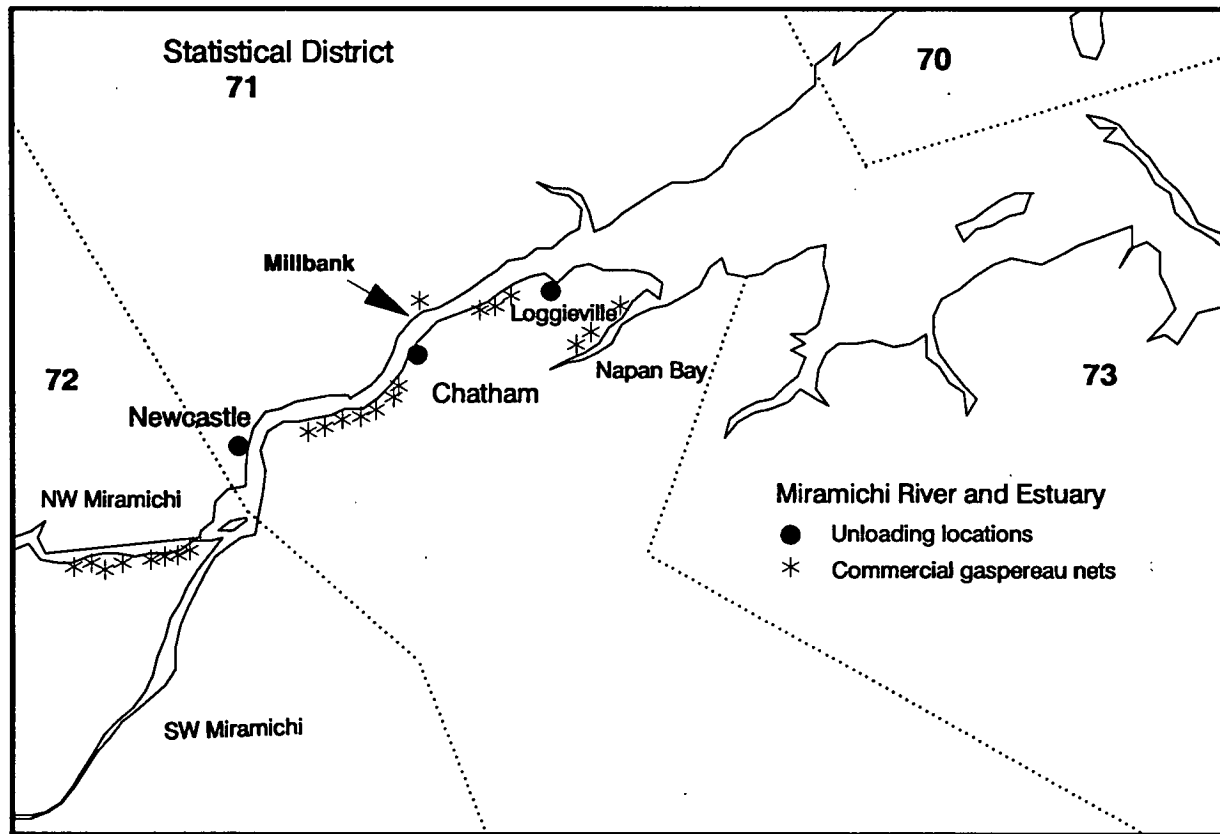 Statistical District
71
70
Millbank
Loggieville
72
Napan Bay
73
Chatham
Newcastle
NW Miramichi
Miramichi River and Estuary
Unloading locations
Commercial gaspereau nets
SW Miramichi